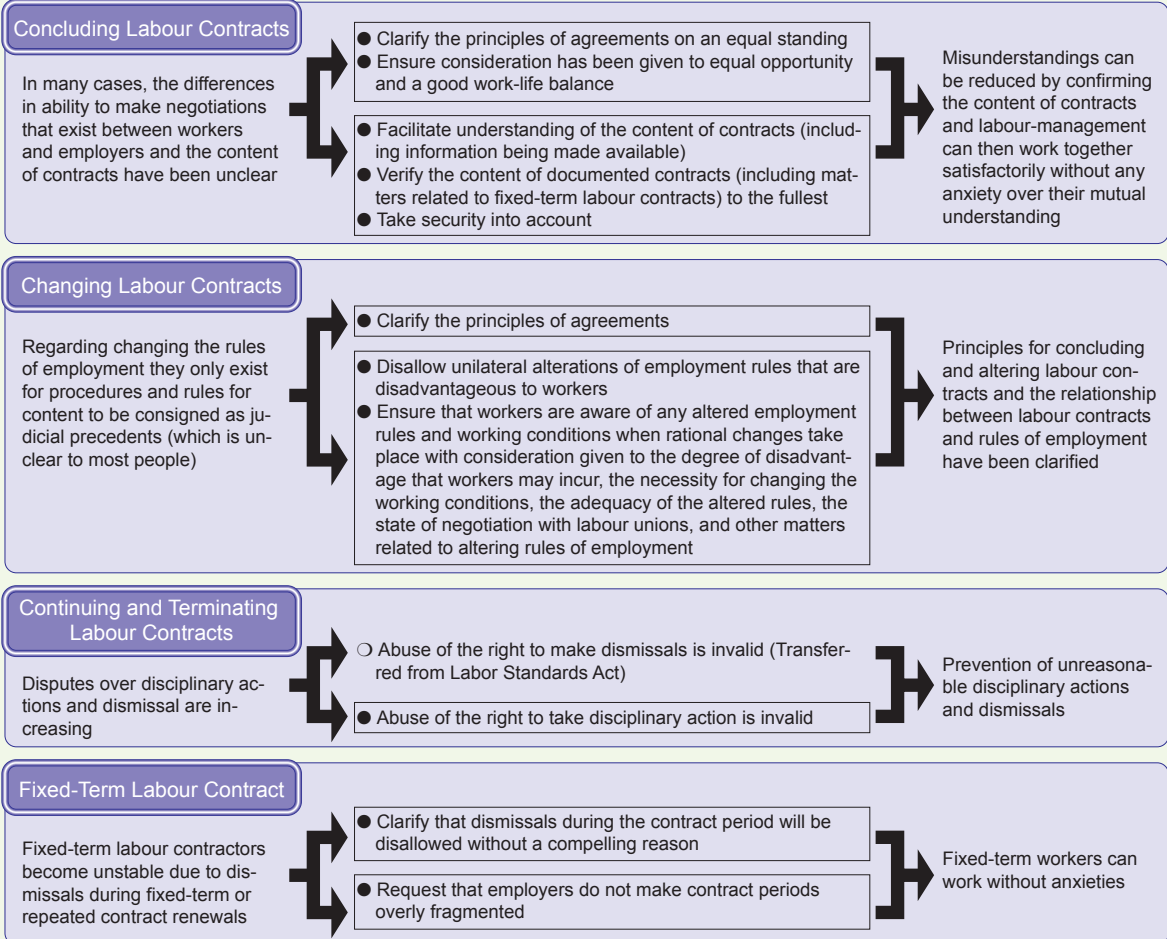 Concluding Labour Contracts
In many cases, the differences
in ability to make negotiations
that exist between workers
and employers and the content
of contracts have been unclear
● Clarify the principles of agreements on an equal standing
● Ensure consideration has been given to equal opportunity
and a good work-life balance
● Facilitate understanding of the content of contracts (includ-
ing information being made available)
● Verify the content of documented contracts (including mat-
ters related to fixed-term labour contracts) to the fullest
● Take security into account
Misunderstandings can
be reduced by confirming
the content of contracts
and labour-management
can then work together
satisfactorily without any
anxiety over their mutual
understanding
Changing Labour Contracts
Regarding changing the rules
of employment they only exist
for procedures and rules for
content to be consigned as ju-
dicial precedents (which is un-
clear to most people)
● Clarify the principles of agreements
● Disallow unilateral alterations of employment rules that are
disadvantageous to workers
● Ensure that workers are aware of any altered employment
rules and working conditions when rational changes take
place with consideration given to the degree of disadvant-
age that workers may incur, the necessity for changing the
working conditions, the adequacy of the altered rules, the
state of negotiation with labour unions, and other matters
related to altering rules of employment
Principles for concluding
and altering labour con-
tracts and the relationship
between labour contracts
and rules of employment
have been clarified
Continuing and Terminating
Labour Contracts
Disputes over disciplinary ac-
tions and dismissal are in-
creasing
❍ Abuse of the right to make dismissals is invalid (Transfer-
red from Labor Standards Act)
● Abuse of the right to take disciplinary action is invalid
Prevention of unreasona-
ble disciplinary actions
and dismissals
Fixed-Term Labour Contract
Fixed-term labour contractors
become unstable due to dis-
missals during fixed-term or
repeated contract renewals
● Clarify that dismissals during the contract period will be
disallowed without a compelling reason
● Request that employers do not make contract periods
overly fragmented
Fixed-term workers can
work without anxieties